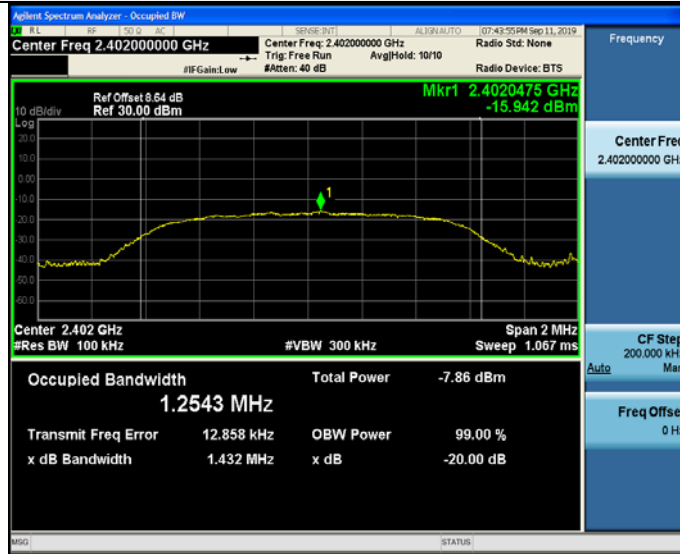 Agilent Spectrum Analyzer - Occupied BW
RL RF 50 Ω AC SENSE:INT ALIGNAUTO 07:43:55PM Sep 11, 2019
Center Freq 2.402000000 GHz
Center Freq: 2.402000000 GHz
Radio Std: None
Trig: Free Run Avg|Hold: 10/10
#IFGain:Low #Atten: 40 dB Radio Device: BTS
Frequency
Ref Offset 8.64 dB
10 dB/div Ref 30.00 dBm
Mkr1 2.4020475 GHz
-15.942 dBm
Log
20.0
10.0
0.00
-10.0
-20.0
-30.0
-40.0
-50.0
-60.0
1
Center 2.402 GHz Span 2 MHz
#Res BW 100 kHz #VBW 300 kHz Sweep 1.067 ms
Occupied Bandwidth Total Power -7.86 dBm
1.2543 MHz
Transmit Freq Error 12.858 kHz OBW Power 99.00 %
x dB Bandwidth 1.432 MHz x dB -20.00 dB
Center Fre
2.402000000 GH
CF Step
200.000 kH
Auto Ma
Freq Offse
0 H
MSG STATUS